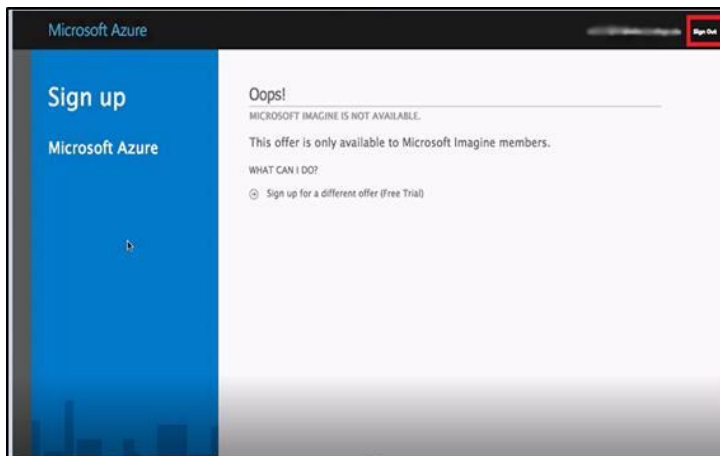 Microsoft Azure
Sign Out
Sign up
Microsoft Azure
Oops!
MICROSOFT IMAGINE IS NOT AVAILABLE.
This offer is only available to Microsoft Imagine members.
WHAT CAN I DO?
Sign up for a different offer (Free Trial)